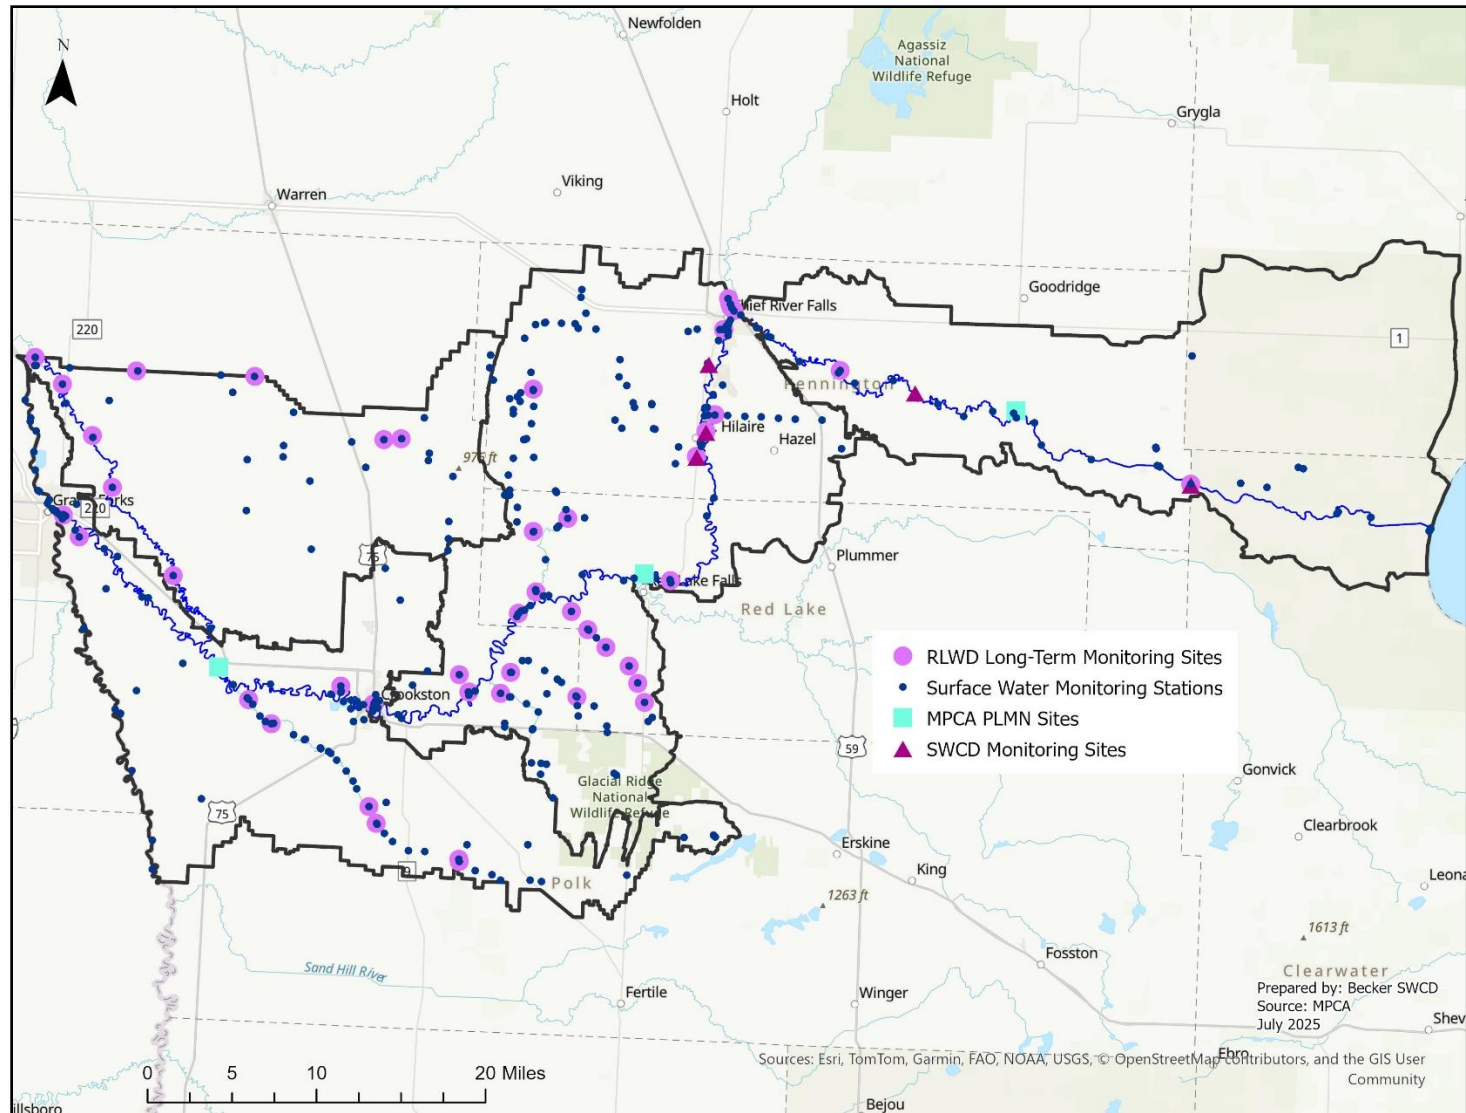 Newfolden
N
Agassiz
National
Wildlife Refuge
Holt
Grygla
Viking
Warren
Goodridge
hief River Falls
220
1
Pennington
Hilaire
Hazel
976 ft
Grand Forks
220
75
Plummer
Lake Falls
Red Lake
RLWD Long-Term Monitoring Sites
Surface Water Monitoring Stations
MPCA PLMN Sites
SWCD Monitoring Sites
Crookston
59
Gonvick
Glacial Ridge
National
Wildlife Refuge
75
Clearbrook
Erskine
King
Leona
Polk
1263 ft
1613 ft
Fosston
Clearwater
Sand Hill River
Prepared by: Becker SWCD
Source: MPCA
July 2025
Fertile
Winger
Shev
Ebro
Sources: Esri, TomTom, Garmin, FAO, NOAA, USGS, © OpenStreetMap contributors, and the GIS User
Community
0 5 10 20 Miles
illsboro
Bejou